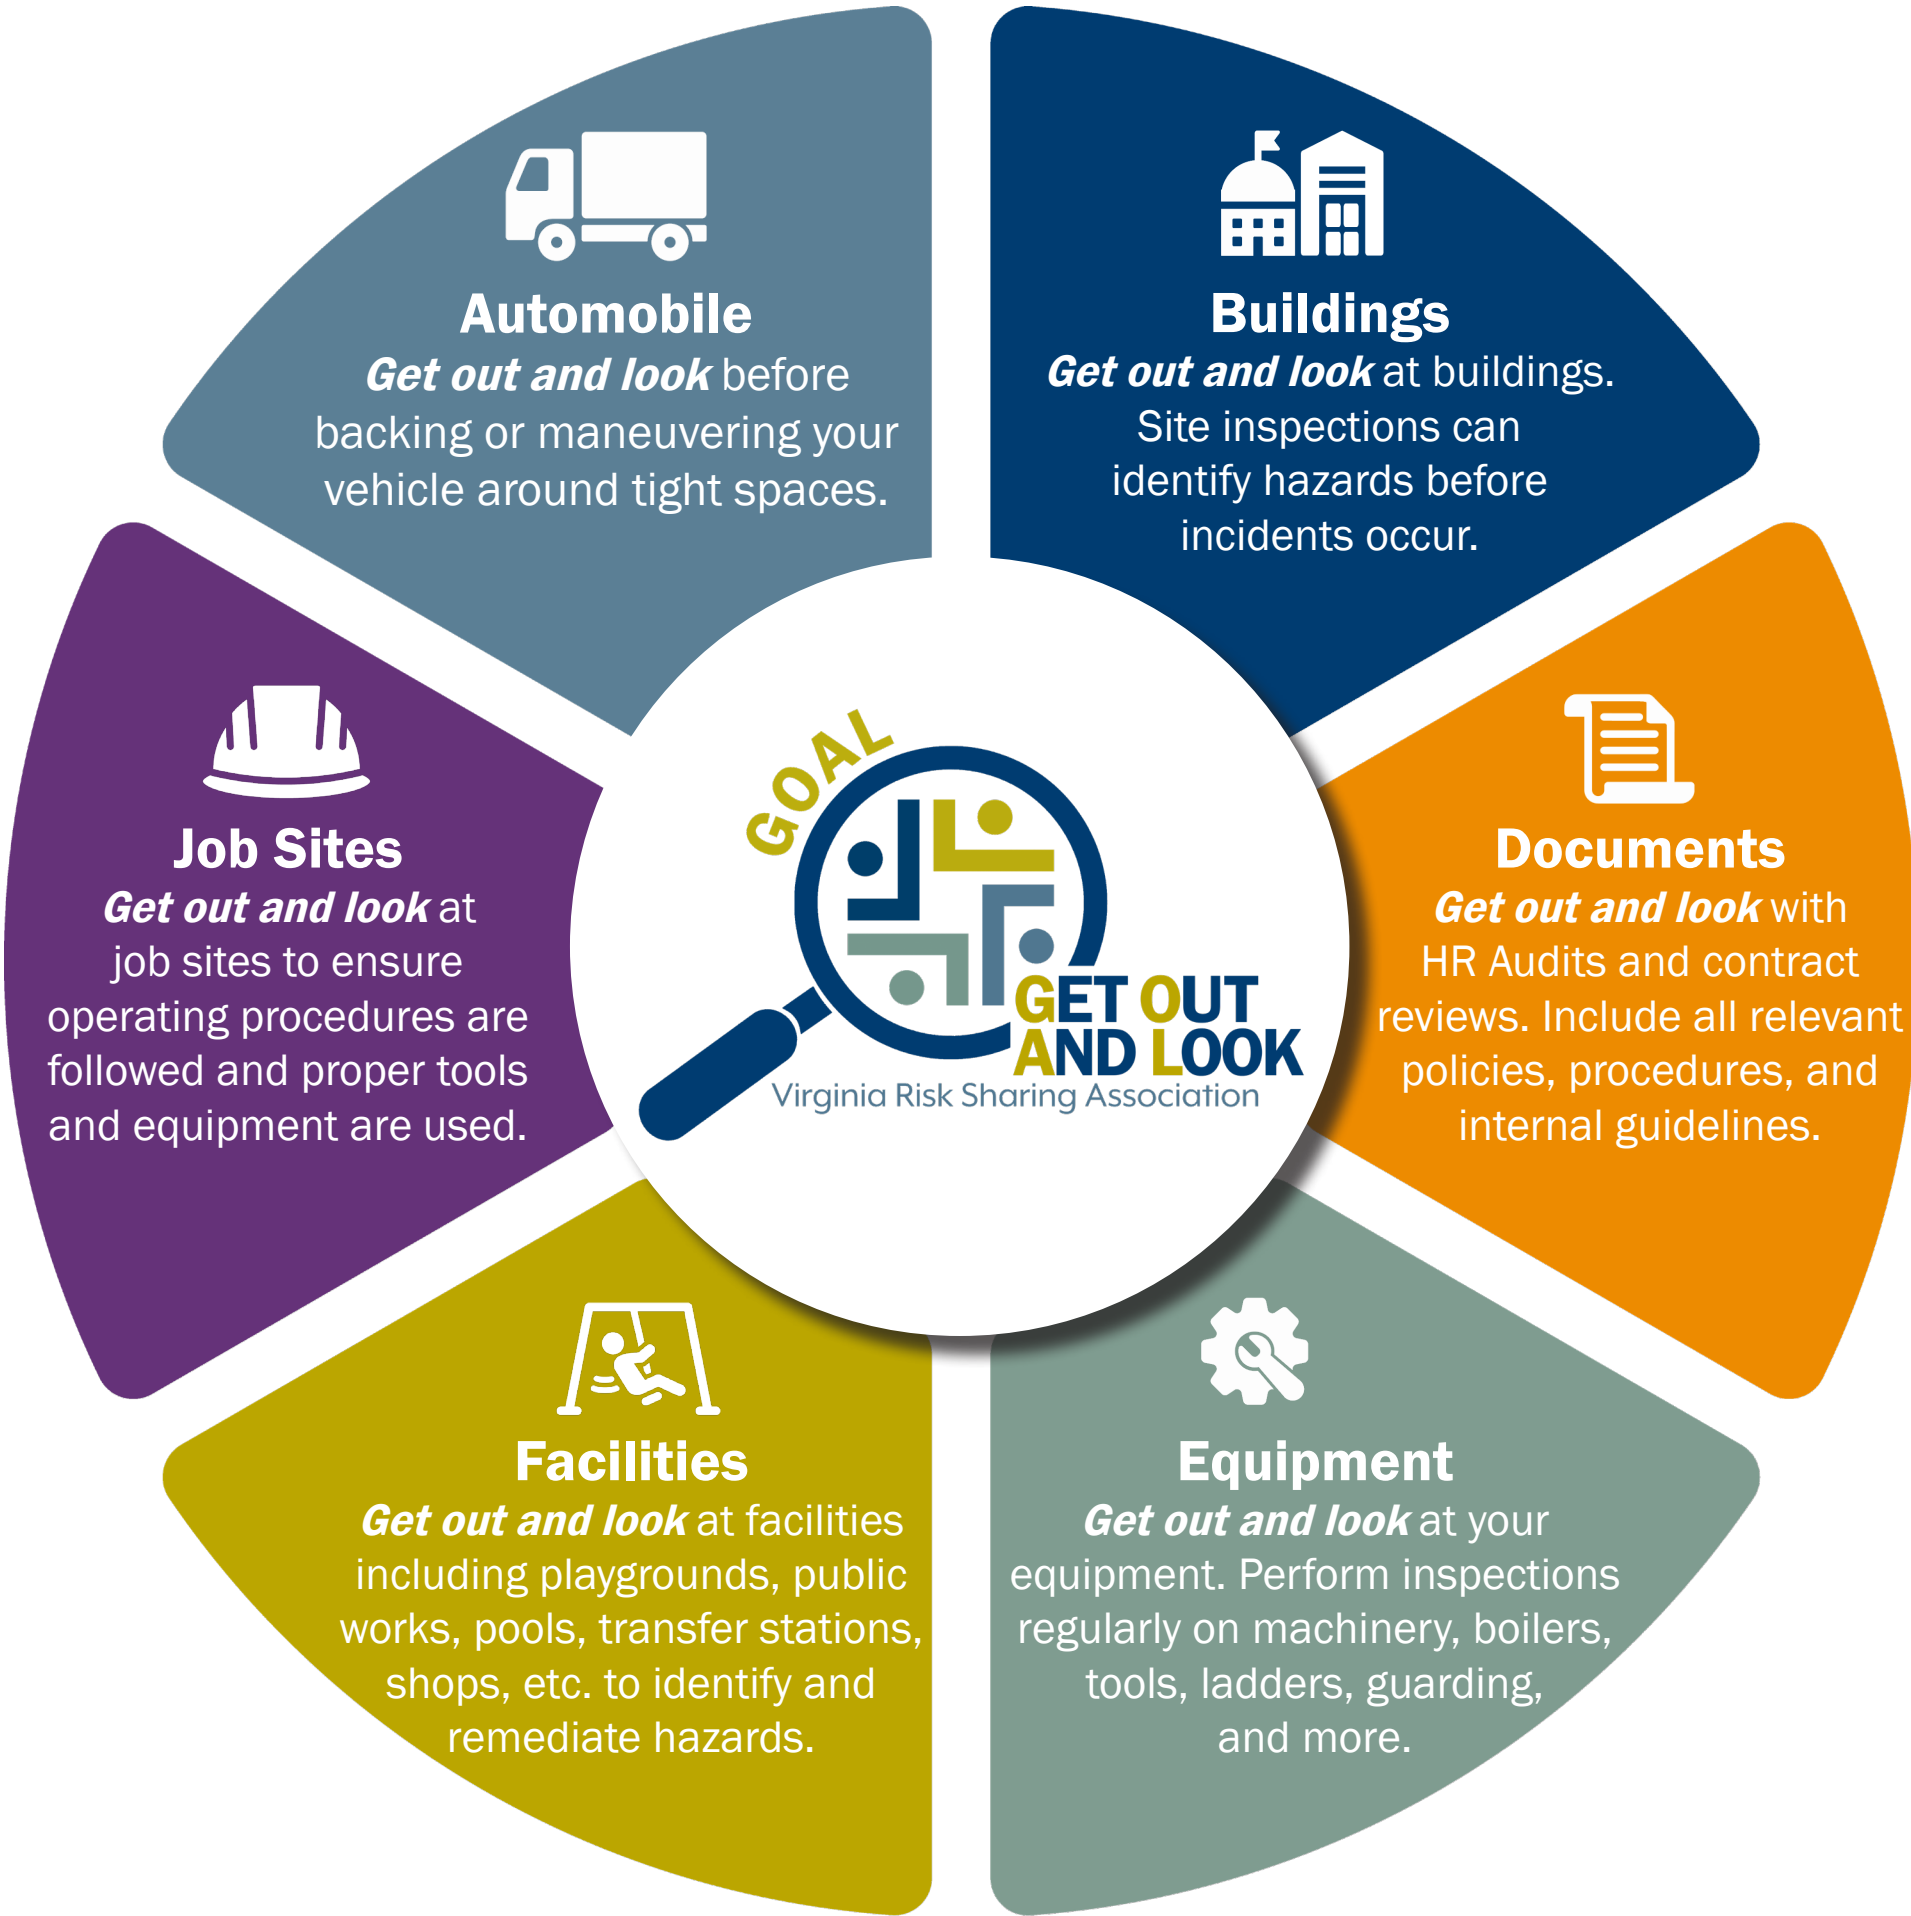 Automobile
Get out and look before
backing or maneuvering your
vehicle around tight spaces.
Buildings
Get out and look at buildings.
Site inspections can
identify hazards before
incidents occur.
Documents
Get out and look with
HR Audits and contract
reviews. Include all relevant
policies, procedures, and
internal guidelines.
Equipment
Get out and look at your
equipment. Perform inspections
regularly on machinery, boilers,
tools, ladders, guarding,
and more.
Facilities
Get out and look at facilities
including playgrounds, public
works, pools, transfer stations,
shops, etc. to identify and
remediate hazards.
Job Sites
Get out and look at
job sites to ensure
operating procedures are
followed and proper tools
and equipment are used.
GOAL
GET OUT
AND LOOK
Virginia Risk Sharing Association